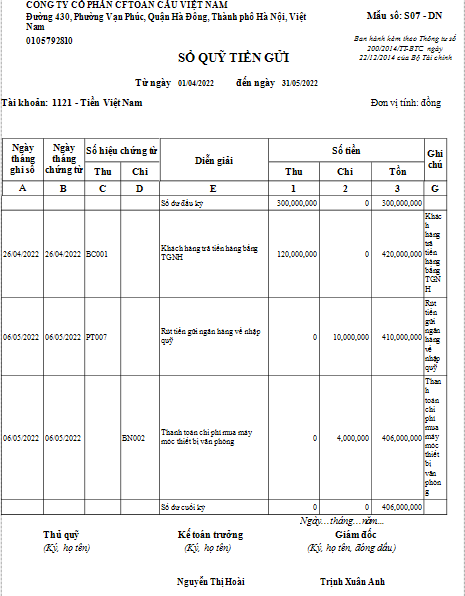 CÔNG TY CỔ PHẦN CFTOAN CẦU VIỆT NAM
Đường 430, Phường Vạn Phúc, Quận Hà Đông, Thành phố Hà Nội, Việt
Nam
0105792810
Mẫu số: S07 - DN
Ban hành kèm theo Thông tư số
200/2014/TT-BTC, ngày
22/12/2014 của Bộ Tài chính
SỔ QUỸ TIỀN GỬI
Từ ngày 01/04/2022 đến ngày 31/05/2022
Tài khoản: 1121 - Tiền Việt Nam Đơn vị tính: đồng
Ngày tháng ghi sổ Ngày tháng chứng từ Số hiệu chứng từ Diễn giải Số tiền Ghi chú
Thu Chi Thu Chi Tồn
A B C D E 1 2 3 G
Số dư đầu kỳ 300,000,000 0 300,000,000
26/04/2022 26/04/2022 BC001 Khách hàng trả tiền hàng bằng TGNH 120,000,000 0 420,000,000 Khách hàng trả tiền hàng bằng TGNH
06/05/2022 06/05/2022 PT007 Rút tiền gửi ngân hàng về nhập quỹ 0 10,000,000 410,000,000 Rút tiền gửi ngân hàng về nhập quỹ
06/05/2022 06/05/2022 BN002 Thanh toán chi phí mua máy móc thiết bị văn phòng 0 4,000,000 406,000,000 Thanh toán chi phí mua máy móc thiết bị văn phòng
Số dư cuối kỳ 0 0 406,000,000
Ngày...tháng...năm...
Thủ quỹ Kế toán trưởng Giám đốc
(Ký, họ tên) (Ký, họ tên) (Ký, họ tên, đóng dấu)
Nguyễn Thị Hoài Trịnh Xuân Anh